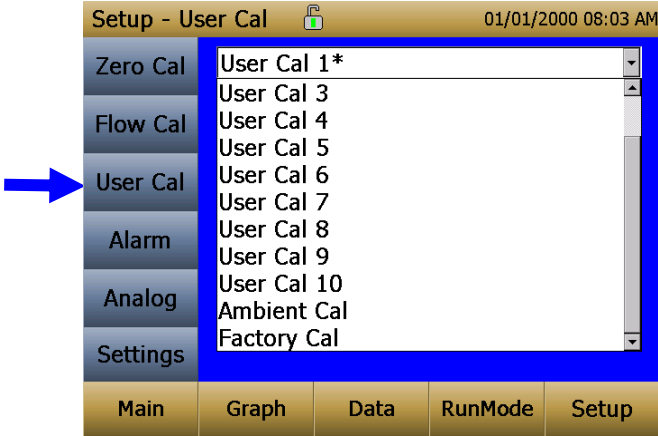 Setup - User Cal
01/01/2000 08:03 AM
Zero Cal
Flow Cal
User Cal
Alarm
Analog
Settings
User Cal 1*
User Cal 3
User Cal 4
User Cal 5
User Cal 6
User Cal 7
User Cal 8
User Cal 9
User Cal 10
Ambient Cal
Factory Cal
Main
Graph
Data
RunMode
Setup